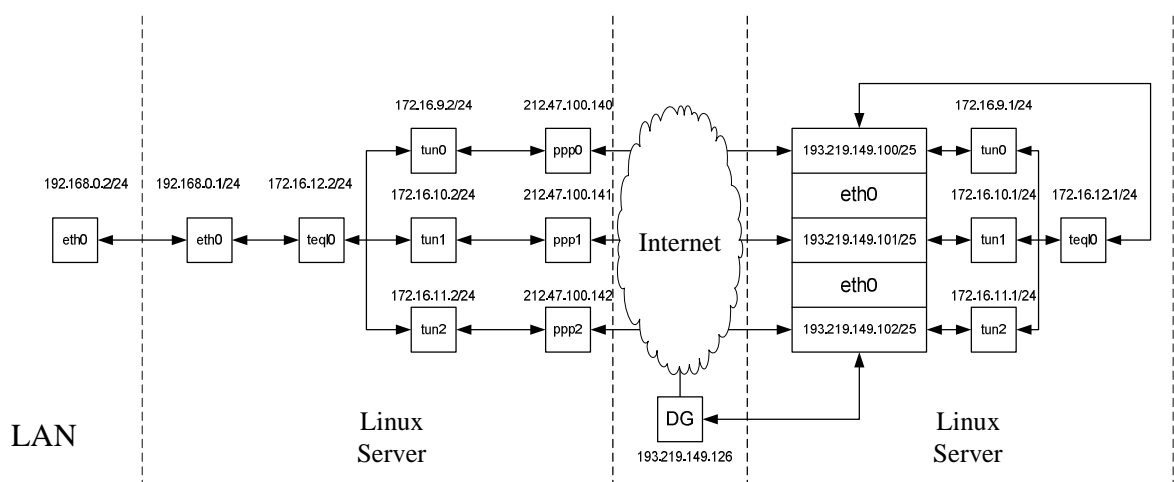 172.16.9.2/24 212.47.100.140 172.16.9.1/24
tun0 ppp0 193.219.149.100/25 tun0
192.168.0.2/24 192.168.0.1/24 172.16.12.2/24 172.16.10.2/24 212.47.100.141 eth0 172.16.10.1/24 172.16.12.1/24
eth0 eth0 teql0 tun1 ppp1 Internet 193.219.149.101/25 tun1 teql0
172.16.11.2/24 212.47.100.142 eth0 172.16.11.1/24
tun2 ppp2 193.219.149.102/25 tun2
DG
193.219.149.126
LAN
Linux
Server
Linux
Server